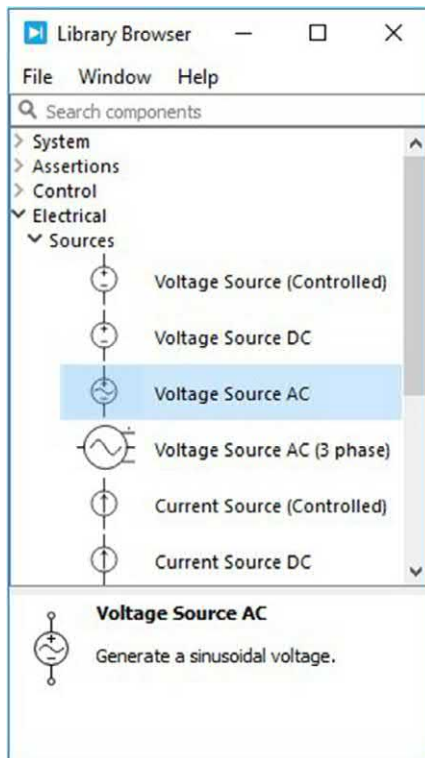 Library Browser
File Window Help
Search components
System
Assertions
Control
Electrical
Sources
Voltage Source (Controlled)
Voltage Source DC
Voltage Source AC
Voltage Source AC (3 phase)
Current Source (Controlled)
Current Source DC
Voltage Source AC
Generate a sinusoidal voltage.